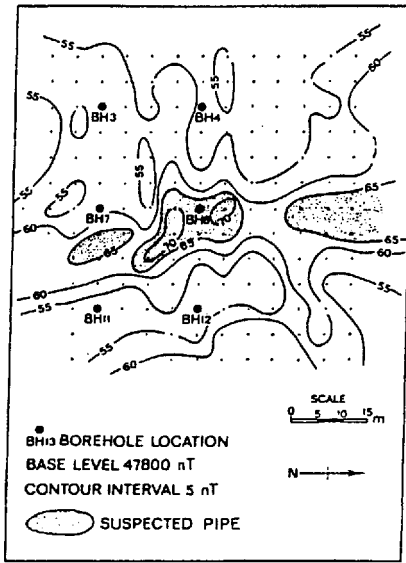 55
55
60
55
BH3
BH4
55
60
55
65
BH7
BH8
70
60
65
70
65
65
60
60
55
55
BH11
BH12
55
60
SCALE
0 5 10 15 m
BH13 BOREHOLE LOCATION
BASE LEVEL 47800 nT
N
CONTOUR INTERVAL 5 nT
SUSPECTED PIPE